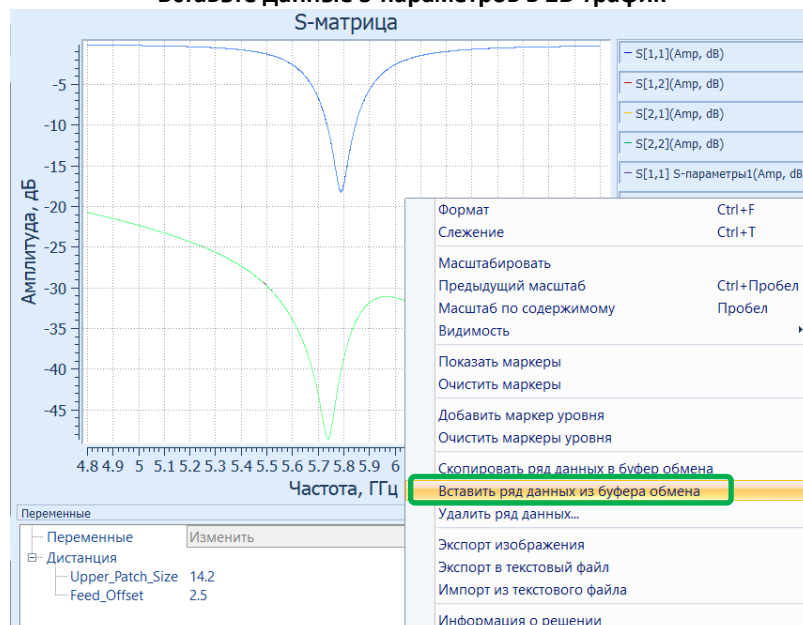 Вставьте данные S-параметров в 2D график
S-матрица
Амплитуда, дБ
-5
-10
-15
-20
-25
-30
-35
-40
-45
4.8 4.9 5 5.1 5.2 5.3 5.4 5.5 5.6 5.7 5.8 5.9 6
Частота, ГГц
S[1,1](Amp, dB)
S[1,2](Amp, dB)
S[2,1](Amp, dB)
S[2,2](Amp, dB)
S[1,1] S-параметры1(Amp, dB
Формат Ctrl+F
Слежение Ctrl+T
Масштабировать
Предыдущий масштаб Ctrl+Пробел
Масштаб по содержимому Пробел
Видимость
Показать маркеры
Очистить маркеры
Добавить маркер уровня
Очистить маркеры уровня
Скопировать ряд данных в буфер обмена
Вставить ряд данных из буфера обмена
Удалить ряд данных...
Экспорт изображения
Экспорт в текстовый файл
Импорт из текстового файла
Информация о решении
Переменные
Переменные Изменить
Дистанция
Upper_Patch_Size 14.2
Feed_Offset 2.5